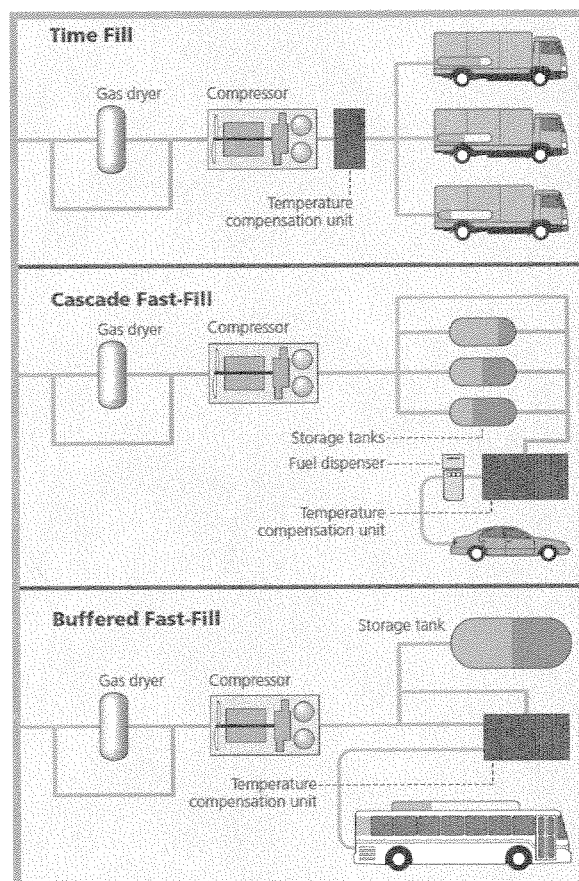 Time Fill
Gas dryer
Compressor
Temperature
compensation unit
Cascade Fast-Fill
Gas dryer
Compressor
Storage tanks
Fuel dispenser
Temperature
compensation unit
Buffered Fast-Fill
Storage tank
Gas dryer
Compressor
Temperature
compensation unit